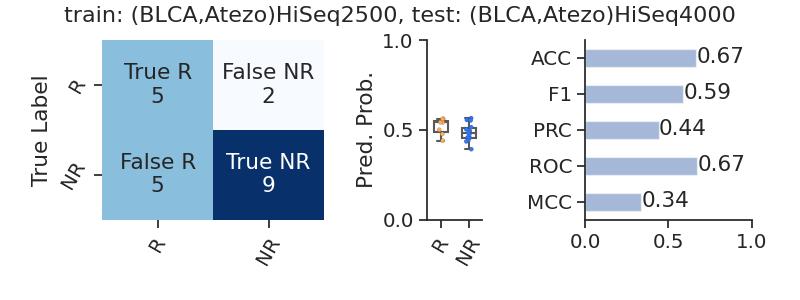 train: (BLCA,Atezo)HiSeq2500, test: (BLCA,Atezo)HiSeq4000
True Label
R
NR
True R
5
False NR
2
False R
5
True NR
9
R
NR
Pred. Prob.
1.0
0.5
0.0
R
NR
ACC
0.67
F1
0.59
PRC
0.44
ROC
0.67
MCC
0.34
0.0
0.5
1.0